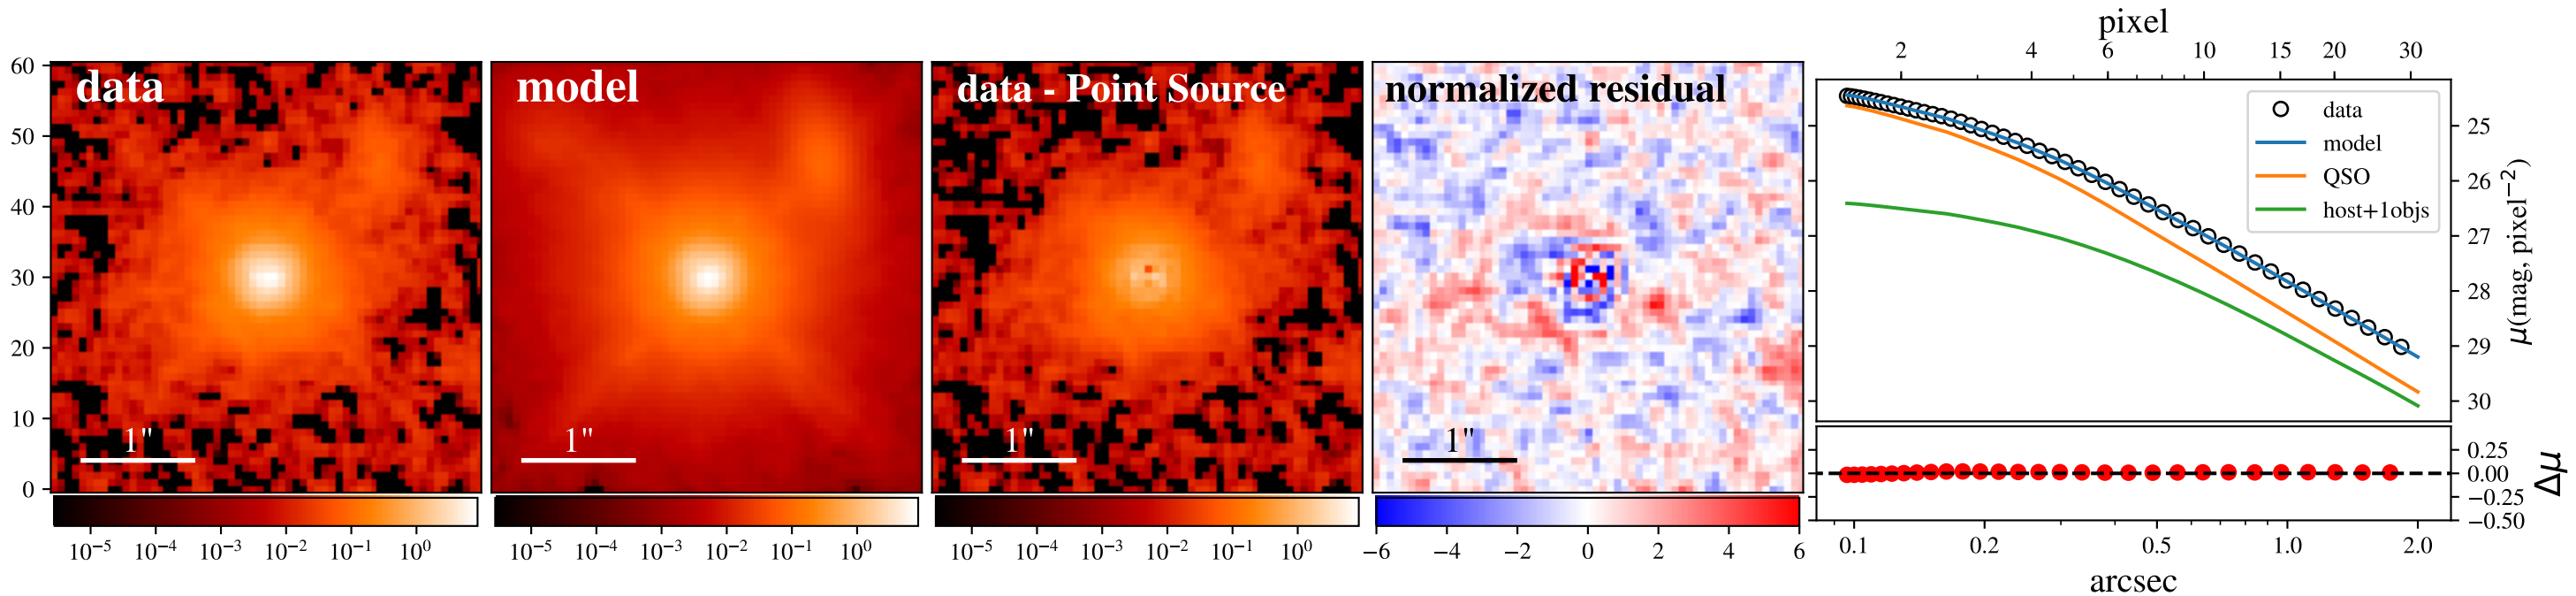 data
60
50
40
30
20
10
0
1"
10⁻⁵ 10⁻⁴ 10⁻³ 10⁻² 10⁻¹ 10⁰
model
1"
10⁻⁵ 10⁻⁴ 10⁻³ 10⁻² 10⁻¹ 10⁰
data - Point Source
1"
10⁻⁵ 10⁻⁴ 10⁻³ 10⁻² 10⁻¹ 10⁰
normalized residual
1"
−6 −4 −2 0 2 4 6
pixel
2 4 6 10 15 20 30
data
model
QSO
host+1objs
25
26
27
28
29
30
μ(mag, pixel⁻²)
0.25
0.00
−0.25
−0.50
Δμ
0.1 0.2 0.5 1.0 2.0
arcsec